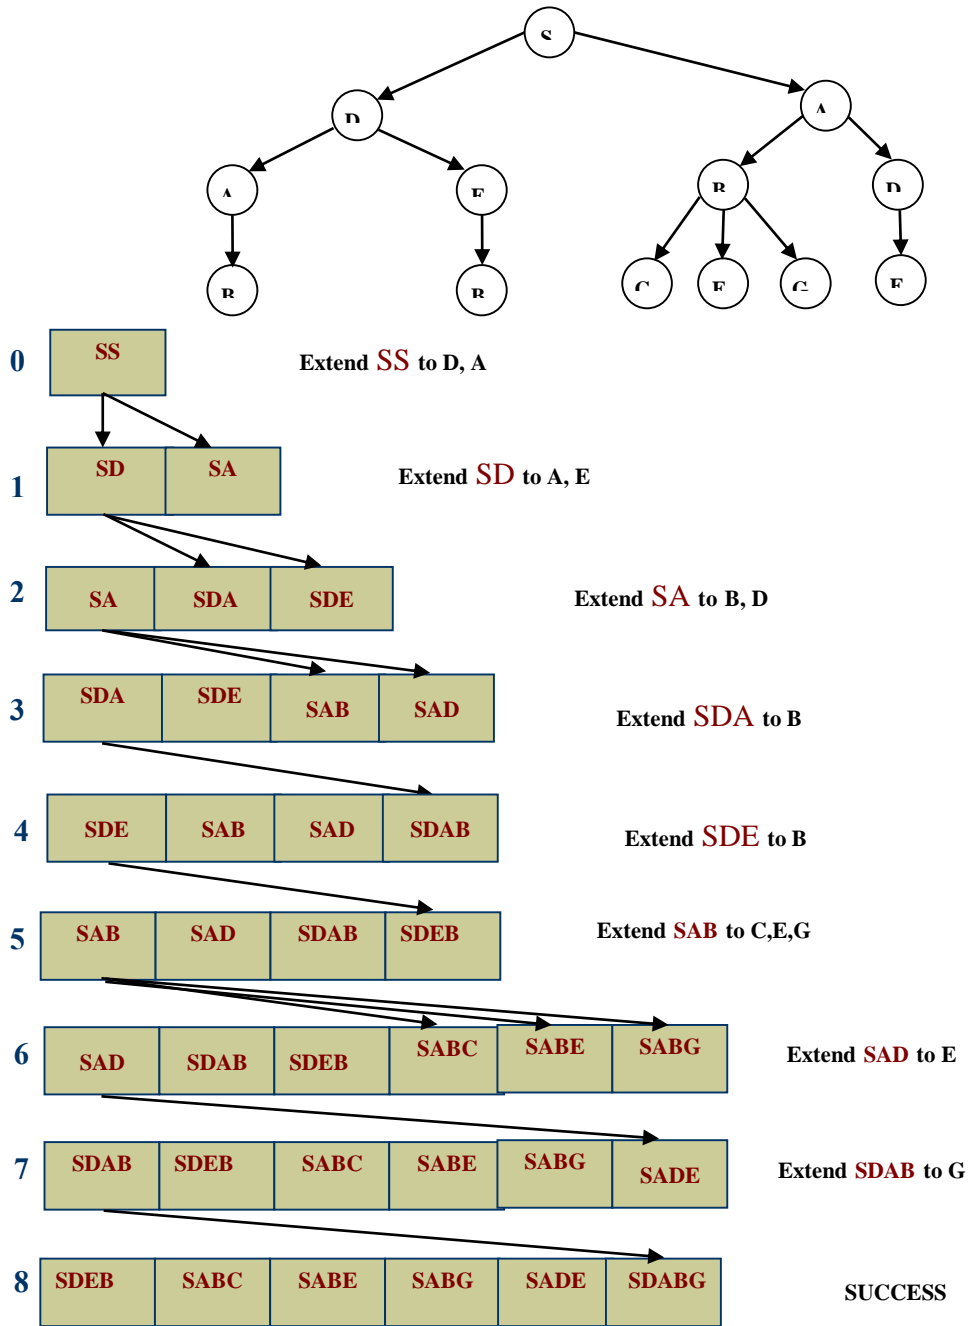 S
D
A
A
E
B
D
B
B
C
E
G
E
0
SS
Extend SS to D, A
1
SD SA
Extend SD to A, E
2
SA SDA SDE
Extend SA to B, D
3
SDA SDE SAB SAD
Extend SDA to B
4
SDE SAB SAD SDAB
Extend SDE to B
5
SAB SAD SDAB SDEB
Extend SAB to C,E,G
6
SAD SDAB SDEB SABC SABE SABG
Extend SAD to E
7
SDAB SDEB SABC SABE SABG SADE
Extend SDAB to G
8
SDEB SABC SABE SABG SADE SDABG
SUCCESS